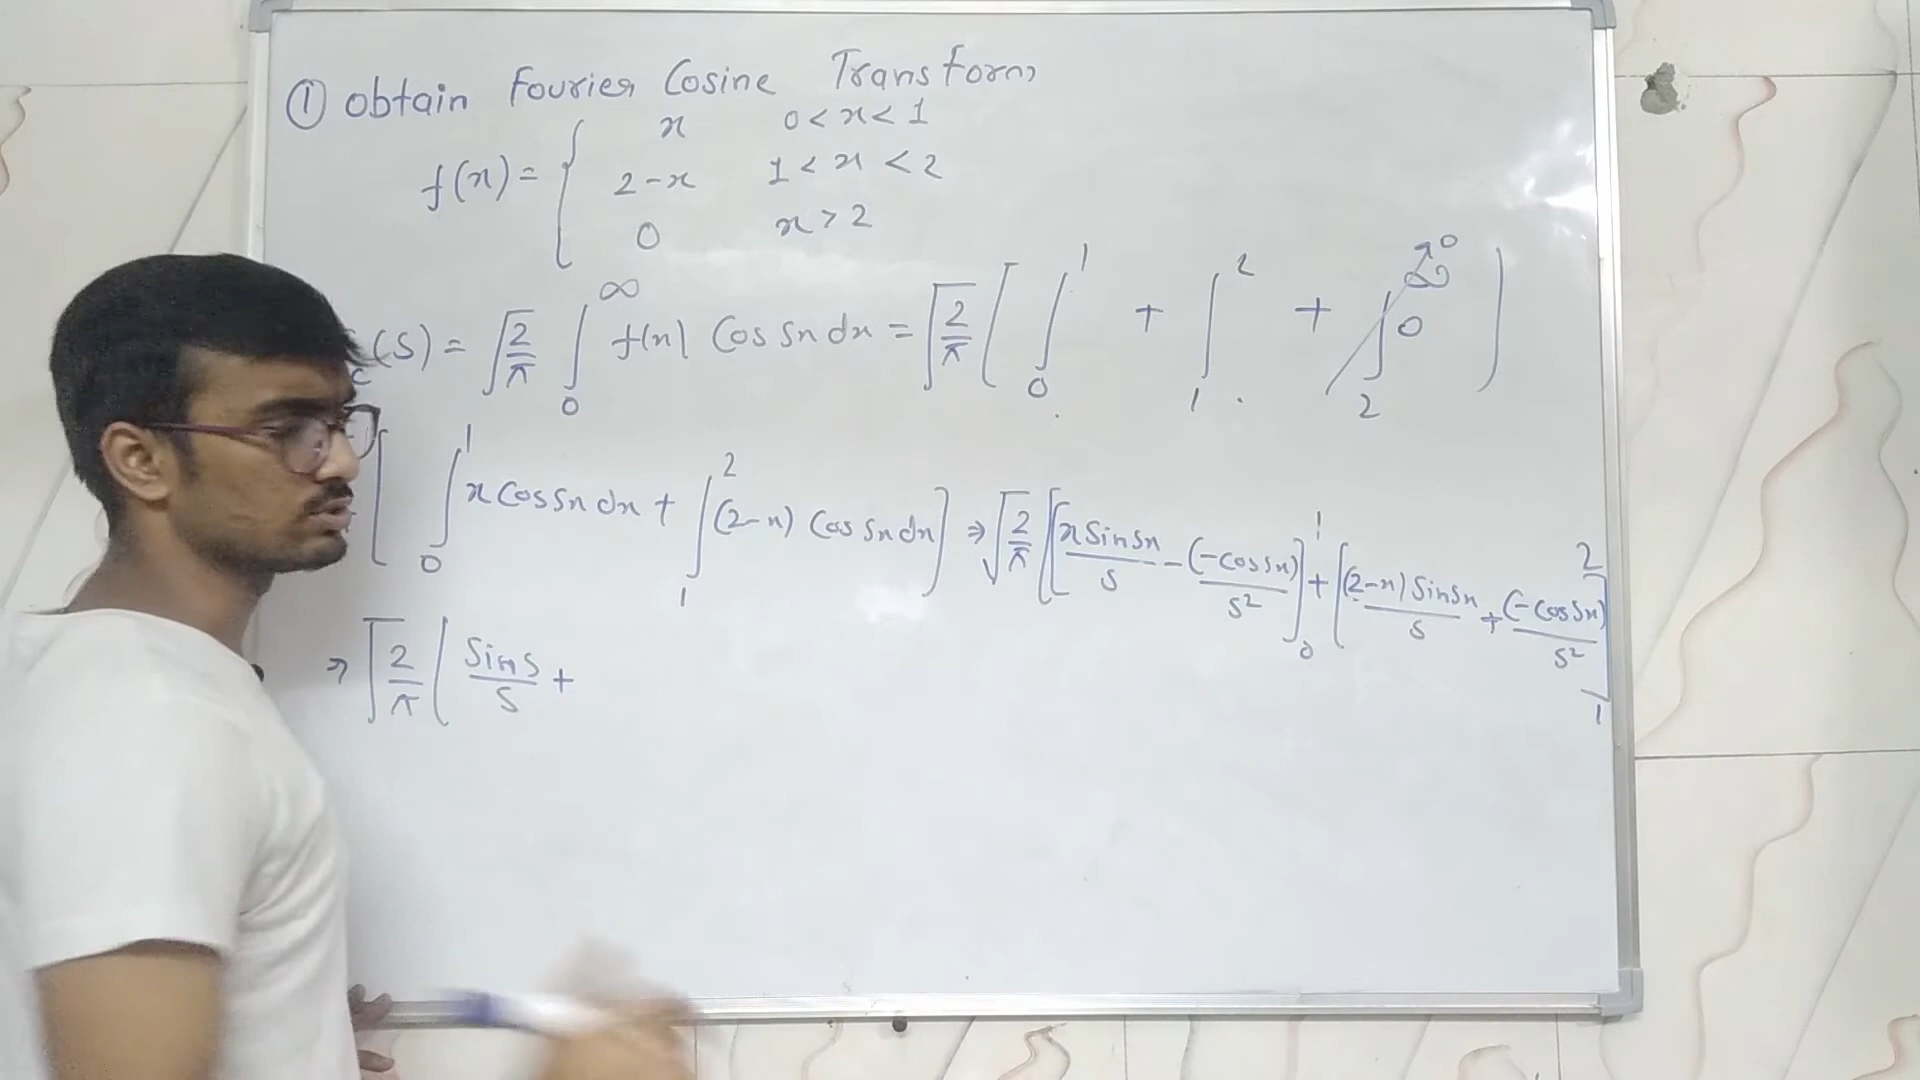 ① obtain Fourier Cosine Transform
f(x) = { x 0 < x < 1
2-x 1 < x < 2
0 x > 2
c(s) = √(2/π) ∫₀^∞ f(x) Cos sx dx = √(2/π) [ ∫₀¹ + ∫₁² + ∫₂^∞ 0 → 0 ]
[ ∫₀¹ x Cos sx dx + ∫₁² (2-x) Cos sx dx ] ⇒ √(2/π) [ [ x Sin sx / s - (-cos sx) / s² ]₀¹ + [ (2-x) Sin sx / s + (-cos sx) / s² ]₁²
⇒ √(2/π) [ Sin s / s +